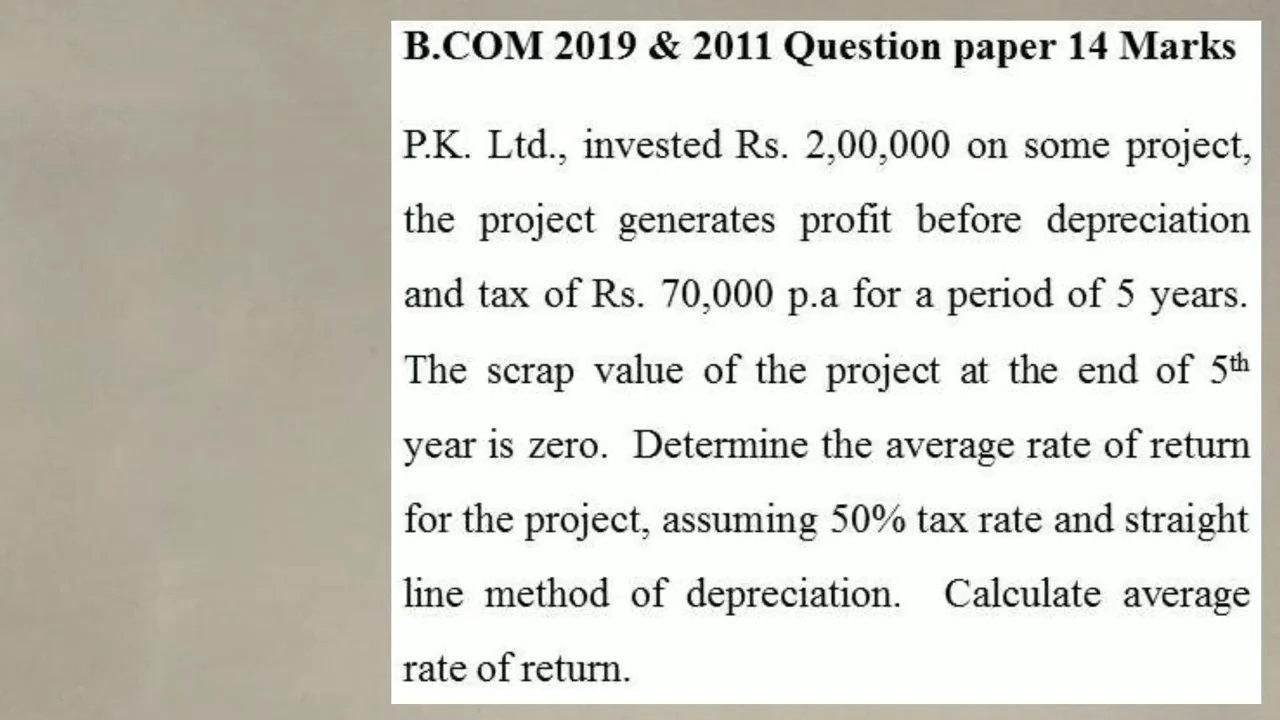 B.COM 2019 & 2011 Question paper 14 Marks
P.K. Ltd., invested Rs. 2,00,000 on some project,
the project generates profit before depreciation
and tax of Rs. 70,000 p.a for a period of 5 years.
The scrap value of the project at the end of 5th
year is zero. Determine the average rate of return
for the project, assuming 50% tax rate and straight
line method of depreciation. Calculate average
rate of return.